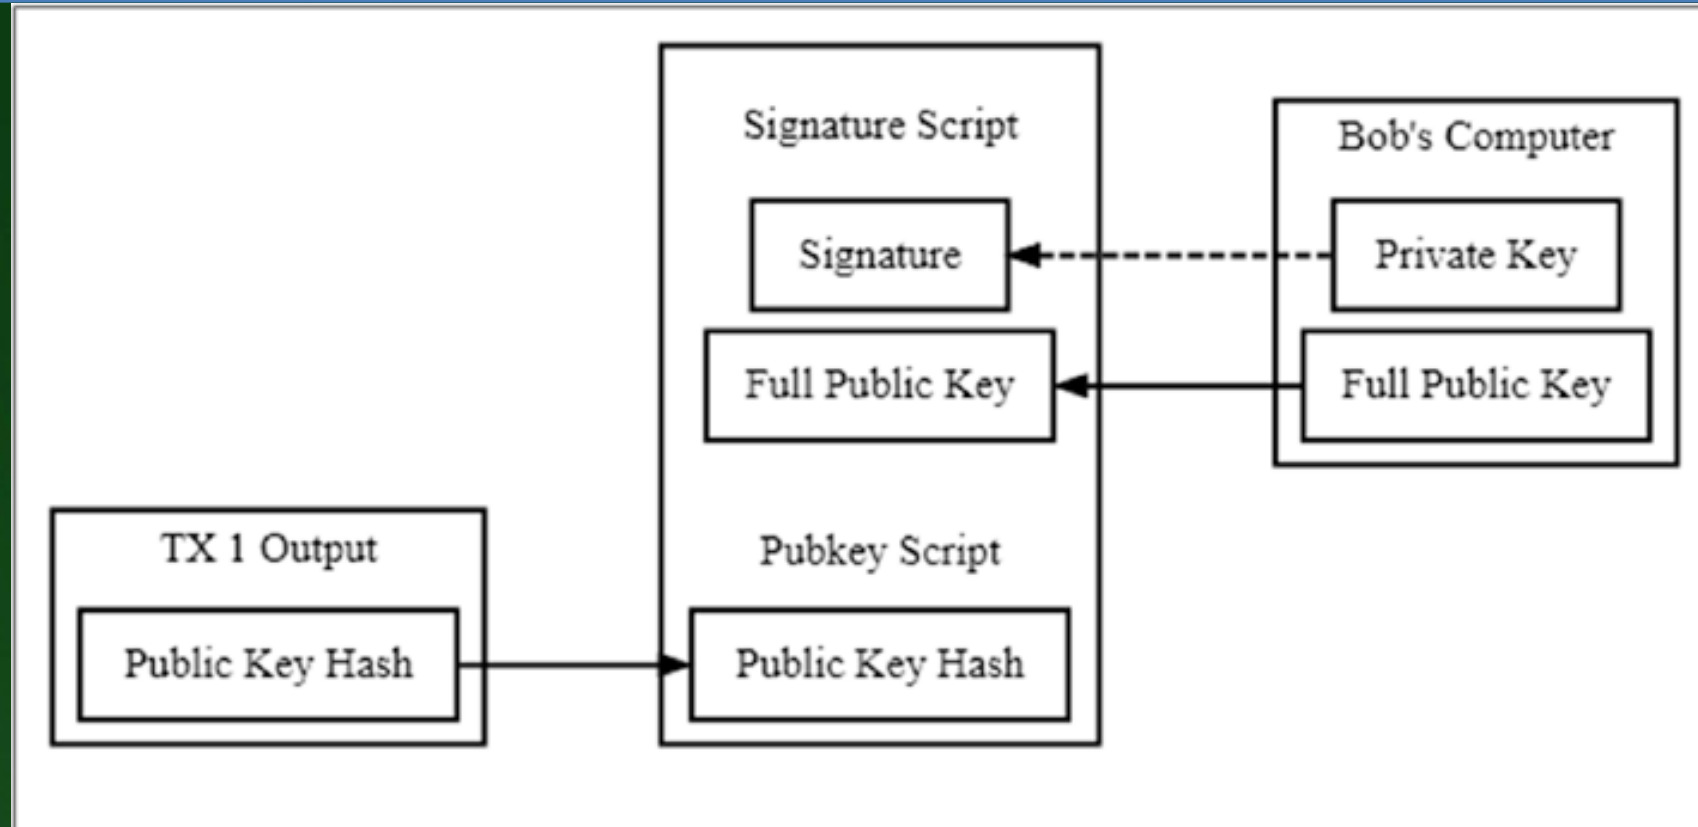 Signature Script
Signature
Full Public Key
Pubkey Script
Public Key Hash
Bob's Computer
Private Key
Full Public Key
TX 1 Output
Public Key Hash